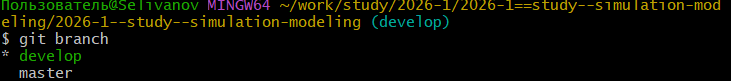 Пользователь@Selivanov MINGW64 ~/work/study/2026-1/2026-1==study--simulation-mod
eling/2026-1--study--simulation-modeling (develop)
$ git branch
* develop
  master